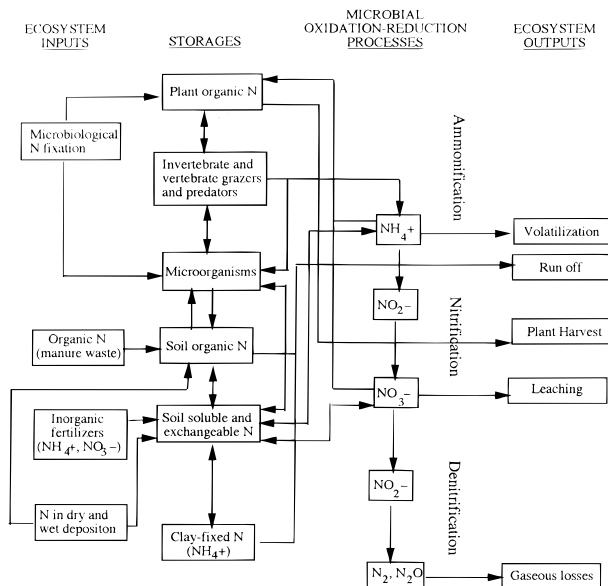 ECOSYSTEM
INPUTS
STORAGES
MICROBIAL
OXIDATION-REDUCTION
PROCESSES
ECOSYSTEM
OUTPUTS
Plant organic N
Microbiological
N fixation
Invertebrate and
vertebrate grazers
and predators
Ammonification
NH4+
Volatilization
Run off
Microorganisms
NO2−
Nitrification
Organic N
(manure waste)
Soil organic N
Plant Harvest
NO3−
Leaching
Inorganic
fertilizers
(NH4+, NO3−)
Soil soluble and
exchangeable N
NO2−
Denitrification
N in dry and
wet depositon
Clay-fixed N
(NH4+)
N2, N2O
Gaseous losses